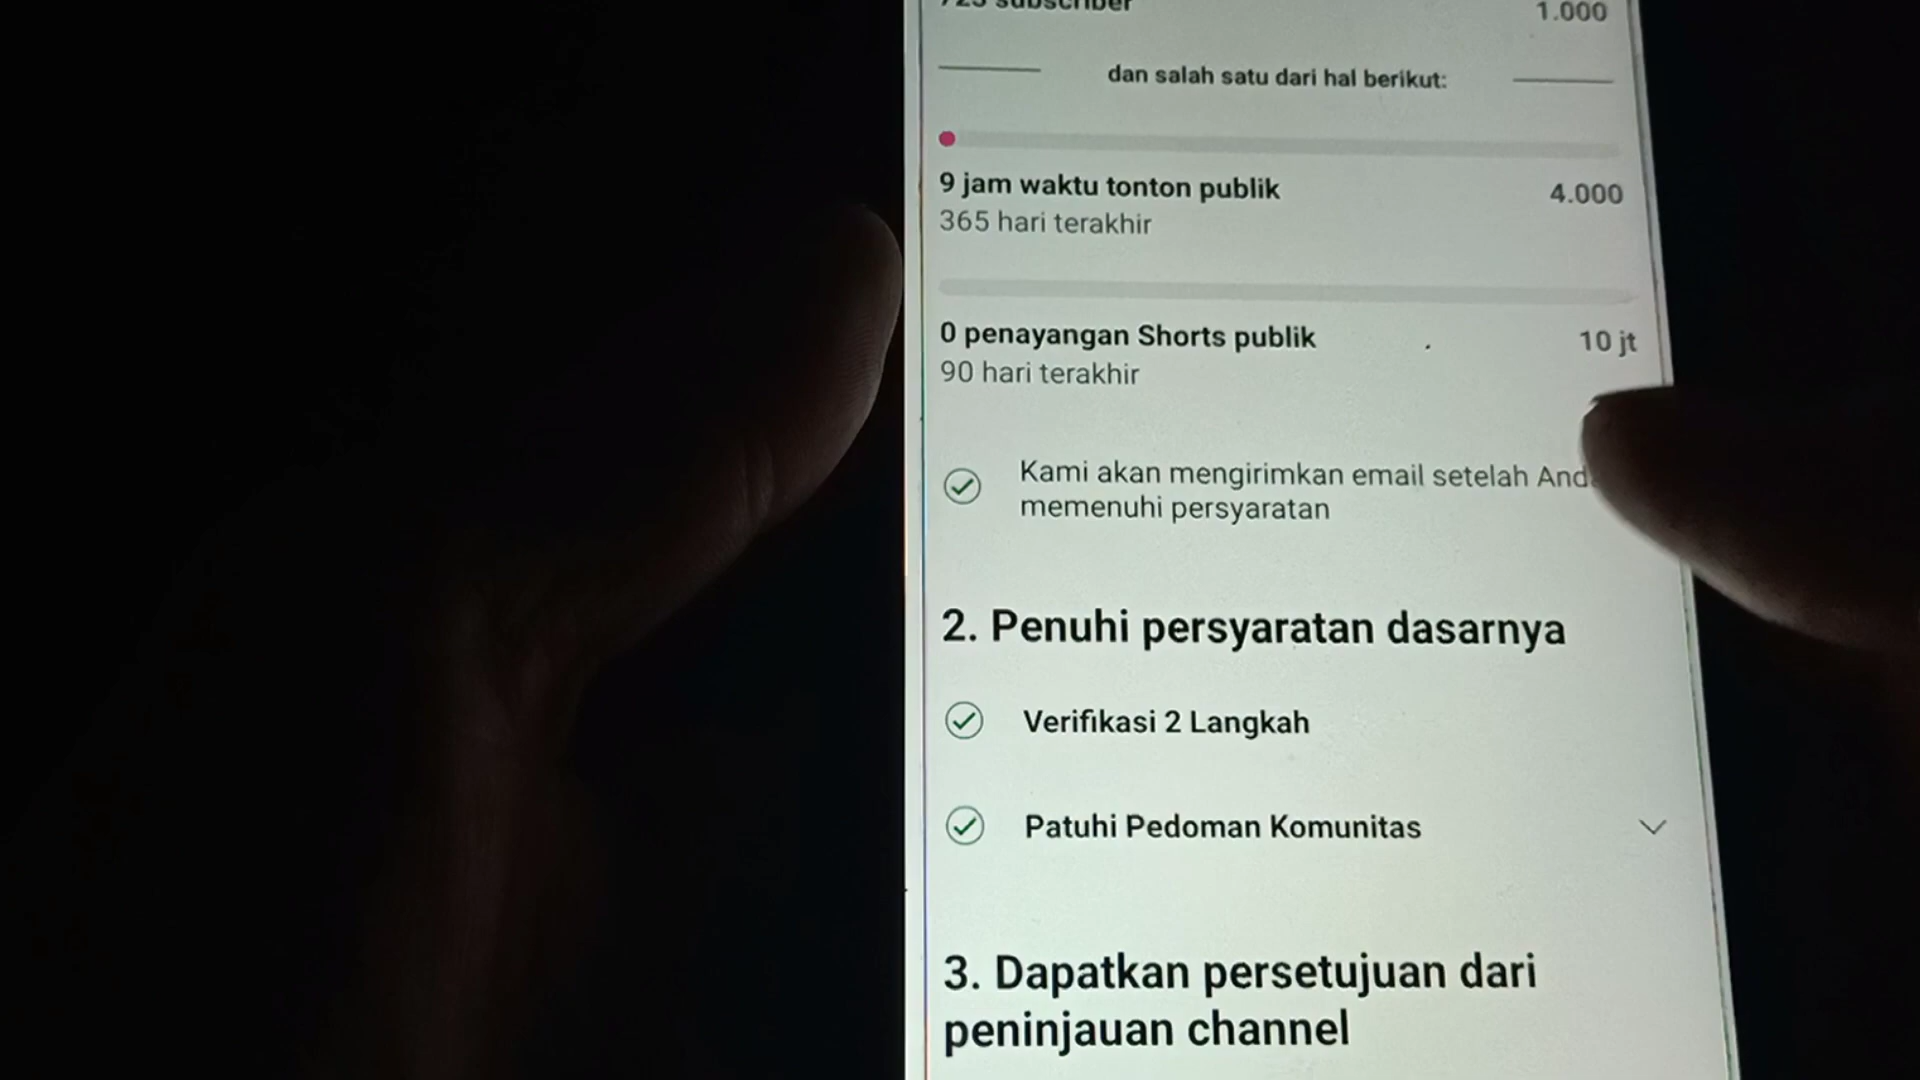 subscriber
1.000
dan salah satu dari hal berikut:
9 jam waktu tonton publik
4.000
365 hari terakhir
0 penayangan Shorts publik
10 jt
90 hari terakhir
Kami akan mengirimkan email setelah And
memenuhi persyaratan
2. Penuhi persyaratan dasarnya
Verifikasi 2 Langkah
Patuhi Pedoman Komunitas
3. Dapatkan persetujuan dari
peninjauan channel